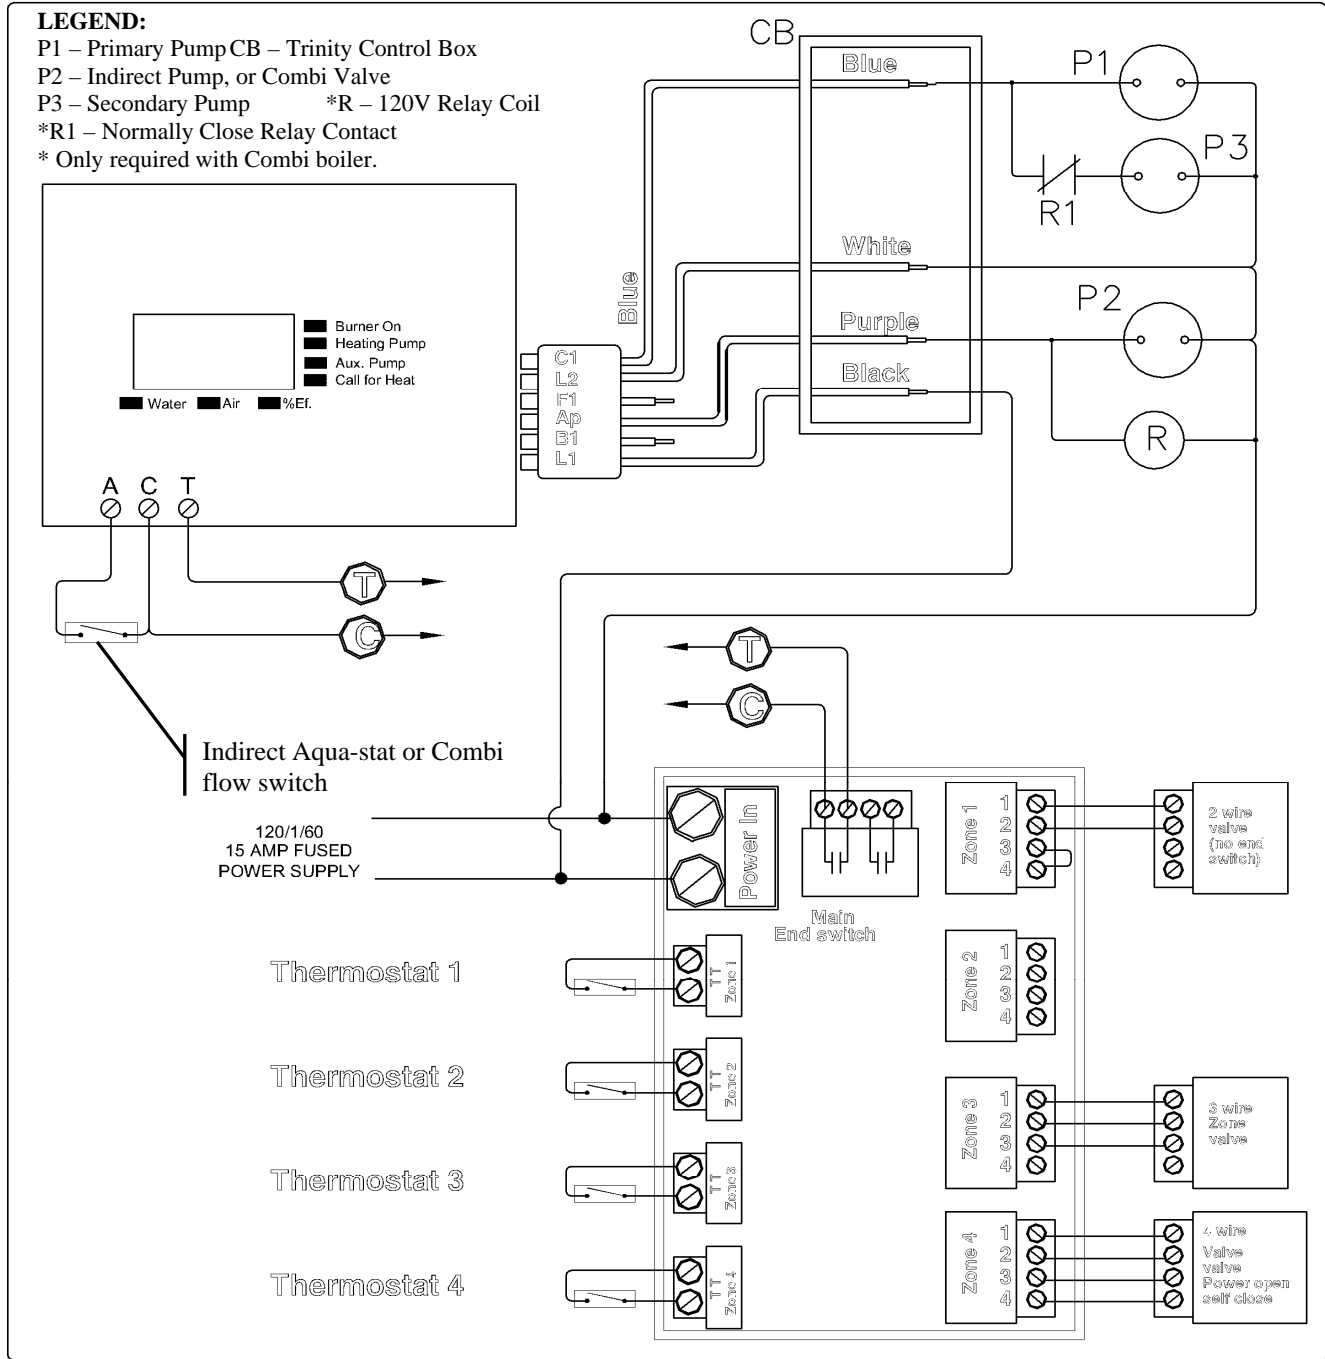 LEGEND:
P1 – Primary Pump CB – Trinity Control Box
P2 – Indirect Pump, or Combi Valve
P3 – Secondary Pump *R – 120V Relay Coil
*R1 – Normally Close Relay Contact
* Only required with Combi boiler.
CB
Blue
P1
P3
R1
White
Blue
P2
Purple
Black
R
Burner On
Heating Pump
Aux. Pump
Call for Heat
Water Air %Ef.
C1
L2
F1
Ap
B1
L1
A C T
T
C
T
C
Indirect Aqua-stat or Combi
flow switch
120/1/60
15 AMP FUSED
POWER SUPPLY
Power In
Main
End switch
Zone 1
1
2
3
4
2 wire
valve
(no end
switch)
Thermostat 1
T T
Zone 1
Zone 2
1
2
3
4
Thermostat 2
T T
Zone 2
Zone 3
1
2
3
4
3 wire
Zone
valve
Thermostat 3
T T
Zone 3
Zone 4
1
2
3
4
4 wire
Valve
valve
Power open
self close
Thermostat 4
T T
Zone 4